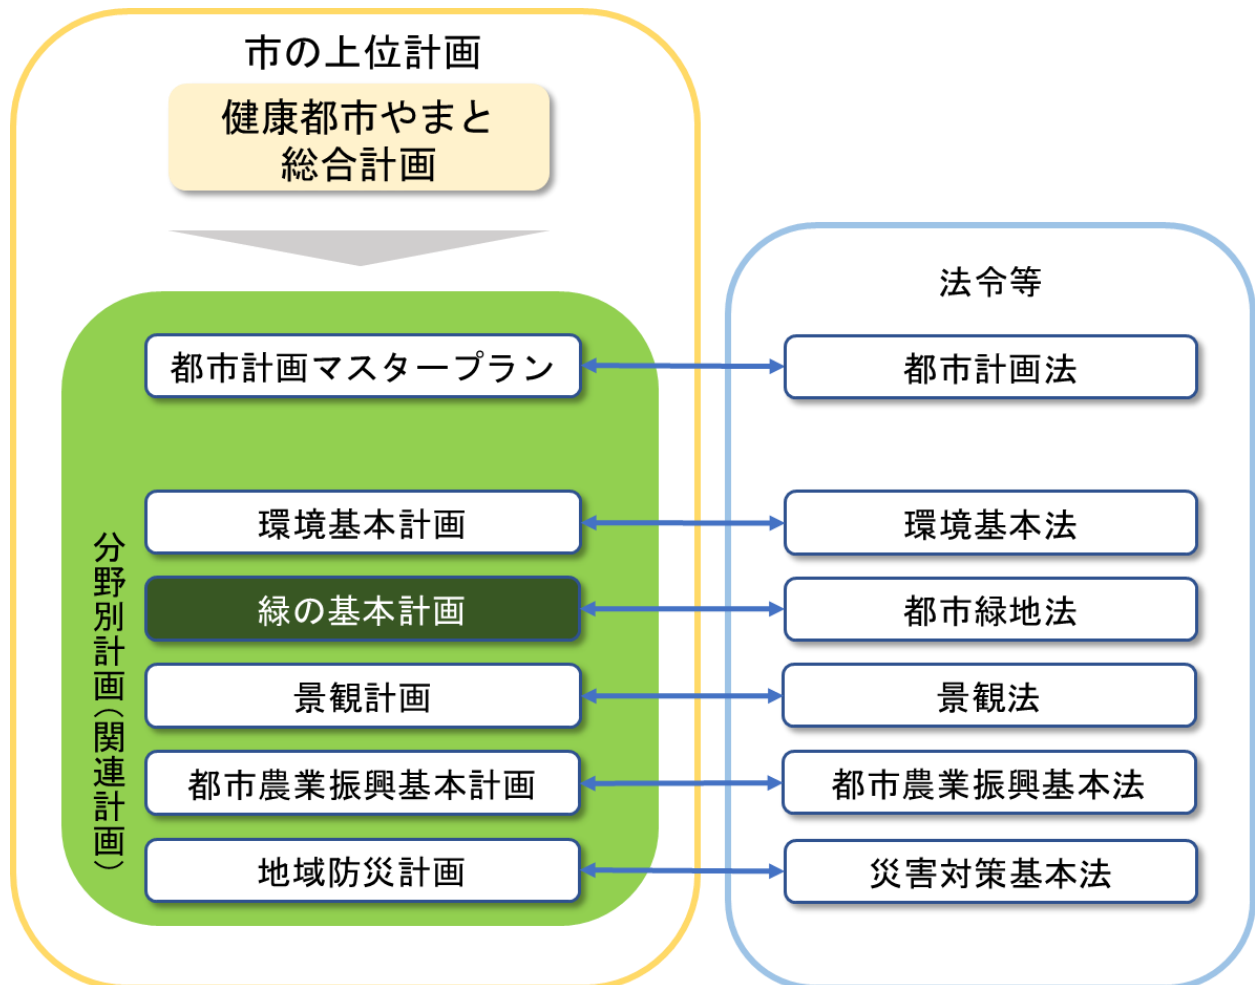 市の上位計画
健康都市やまと
総合計画
法令等
都市計画マスタープラン
都市計画法
環境基本計画
環境基本法
緑の基本計画
都市緑地法
景観計画
景観法
都市農業振興基本計画
都市農業振興基本法
地域防災計画
災害対策基本法
分野別計画(関連計画)